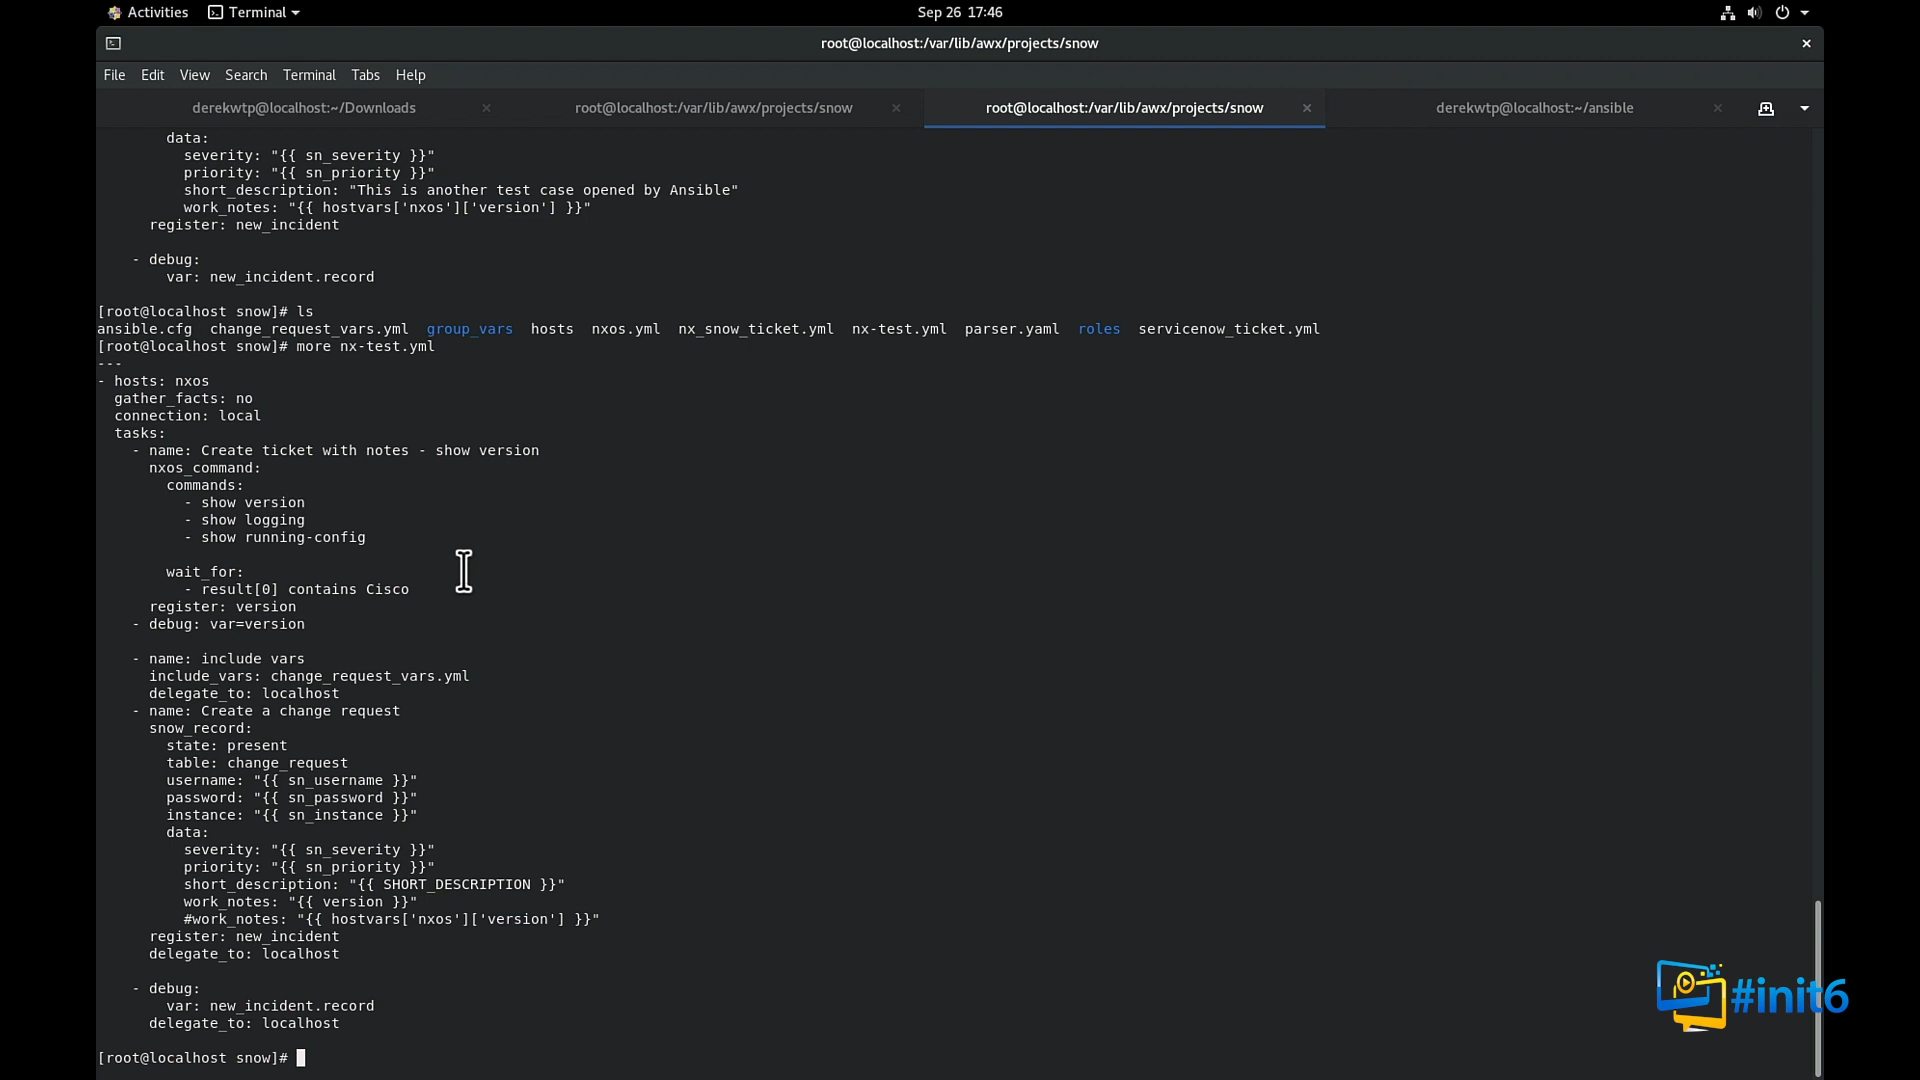 Activities Terminal Sep 26 17:46
root@localhost:/var/lib/awx/projects/snow
File Edit View Search Terminal Tabs Help
derekwtp@localhost:~/Downloads root@localhost:/var/lib/awx/projects/snow root@localhost:/var/lib/awx/projects/snow derekwtp@localhost:~/ansible
        data:
          severity: "{{ sn_severity }}"
          priority: "{{ sn_priority }}"
          short_description: "This is another test case opened by Ansible"
          work_notes: "{{ hostvars['nxos']['version'] }}"
      register: new_incident
    - debug:
        var: new_incident.record
[root@localhost snow]# ls
ansible.cfg  change_request_vars.yml  group_vars  hosts  nxos.yml  nx_snow_ticket.yml  nx-test.yml  parser.yaml  roles  servicenow_ticket.yml
[root@localhost snow]# more nx-test.yml
---
- hosts: nxos
  gather_facts: no
  connection: local
  tasks:
    - name: Create ticket with notes - show version
      nxos_command:
        commands:
          - show version
          - show logging
          - show running-config
        wait_for:
          - result[0] contains Cisco
      register: version
    - debug: var=version
    - name: include vars
      include_vars: change_request_vars.yml
      delegate_to: localhost
    - name: Create a change request
      snow_record:
        state: present
        table: change_request
        username: "{{ sn_username }}"
        password: "{{ sn_password }}"
        instance: "{{ sn_instance }}"
        data:
          severity: "{{ sn_severity }}"
          priority: "{{ sn_priority }}"
          short_description: "{{ SHORT_DESCRIPTION }}"
          work_notes: "{{ version }}"
          #work_notes: "{{ hostvars['nxos']['version'] }}"
      register: new_incident
      delegate_to: localhost
    - debug:
        var: new_incident.record
      delegate_to: localhost
[root@localhost snow]#
#init6